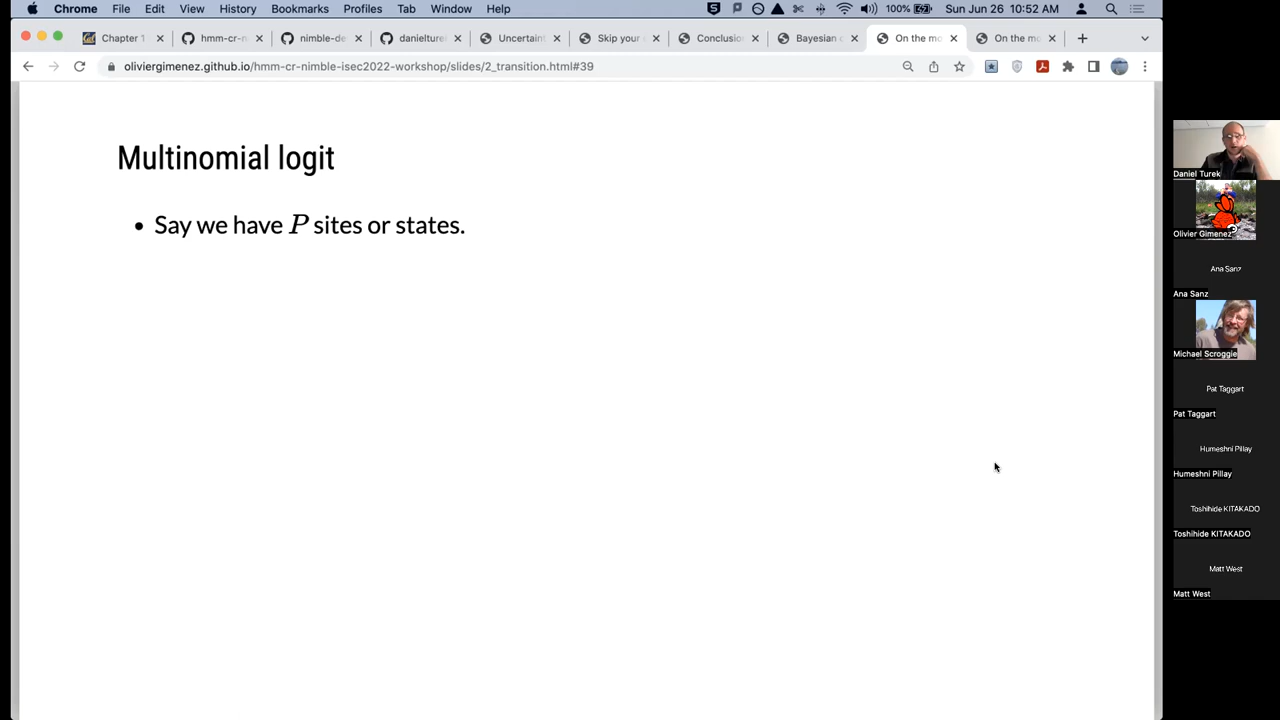 Chrome File Edit View History Bookmarks Profiles Tab Window Help 100% Sun Jun 26 10:52 AM
Chapter 1 hmm-cr-n nimble-de danielture Uncertain Skip your Conclusion Bayesian c On the mo On the mo
oliviergimenez.github.io/hmm-cr-nimble-isec2022-workshop/slides/2_transition.html#39
Multinomial logit
• Say we have P sites or states.
Daniel Turek
Olivier Gimenez
Ana Sanz
Ana Sanz
Michael Scroggie
Pat Taggart
Pat Taggart
Humeshni Pillay
Humeshni Pillay
Toshihide KITAKADO
Toshihide KITAKADO
Matt West
Matt West